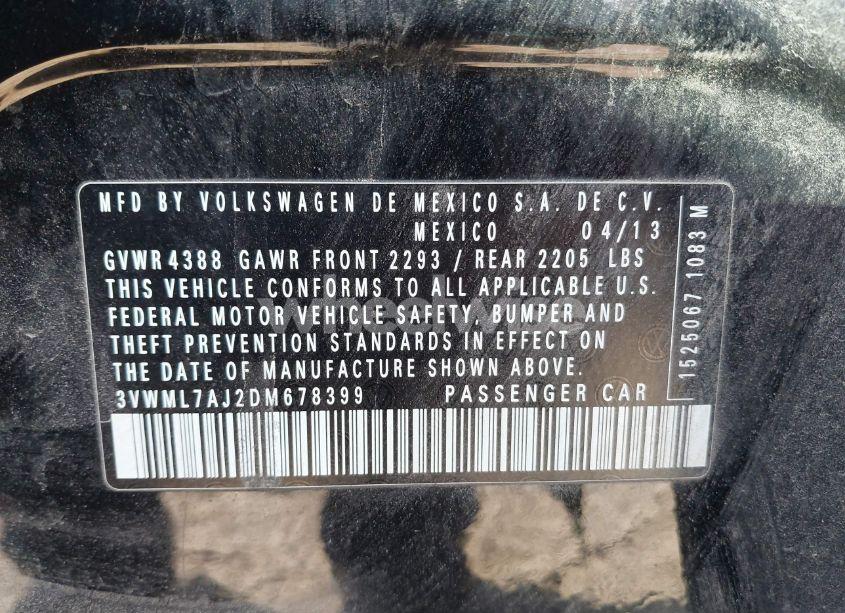 MFD BY VOLKSWAGEN DE MEXICO S.A. DE C.V.
MEXICO 04/13
GVWR 4388 GAWR FRONT 2293 / REAR 2205 LBS
THIS VEHICLE CONFORMS TO ALL APPLICABLE U.S.
FEDERAL MOTOR VEHICLE SAFETY, BUMPER AND
THEFT PREVENTION STANDARDS IN EFFECT ON
THE DATE OF MANUFACTURE SHOWN ABOVE.
3VWML7AJ2DM678399 PASSENGER CAR
1525067 1083 M
wheelwire